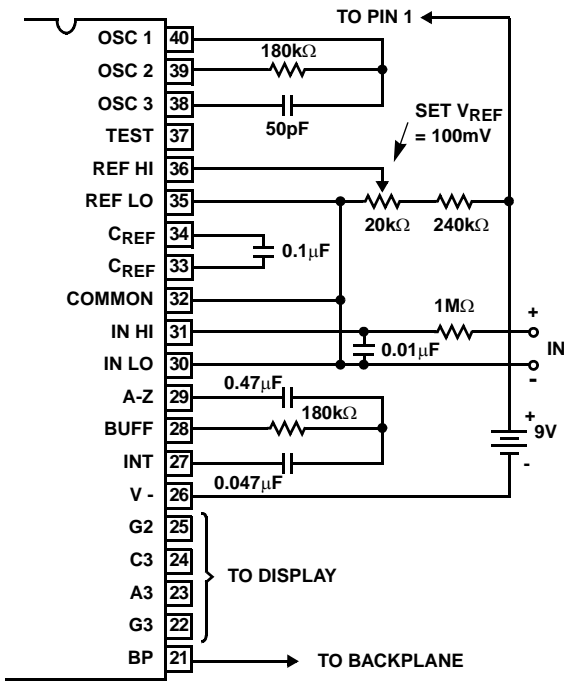 TO PIN 1
OSC 1 40
180kΩ
OSC 2 39
OSC 3 38
50pF
SET VREF
= 100mV
TEST 37
REF HI 36
REF LO 35
20kΩ 240kΩ
CREF 34
0.1µF
CREF 33
COMMON 32
1MΩ
+
IN HI 31
0.01µF
IN
IN LO 30
-
A-Z 29
0.47µF
BUFF 28
180kΩ
+
9V
INT 27
0.047µF
-
V - 26
G2 25
C3 24
TO DISPLAY
A3 23
G3 22
BP 21
TO BACKPLANE